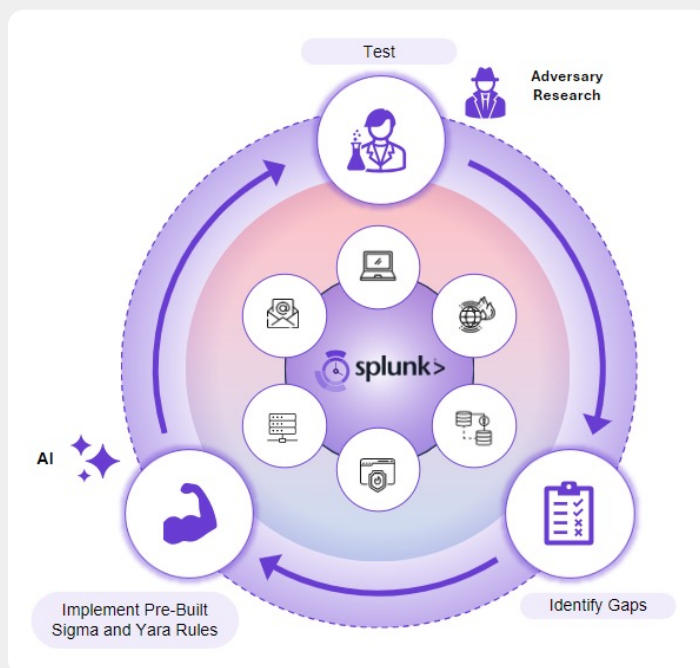 Test
Adversary
Research
splunk>
AI
Identify Gaps
Implement Pre-Built
Sigma and Yara Rules